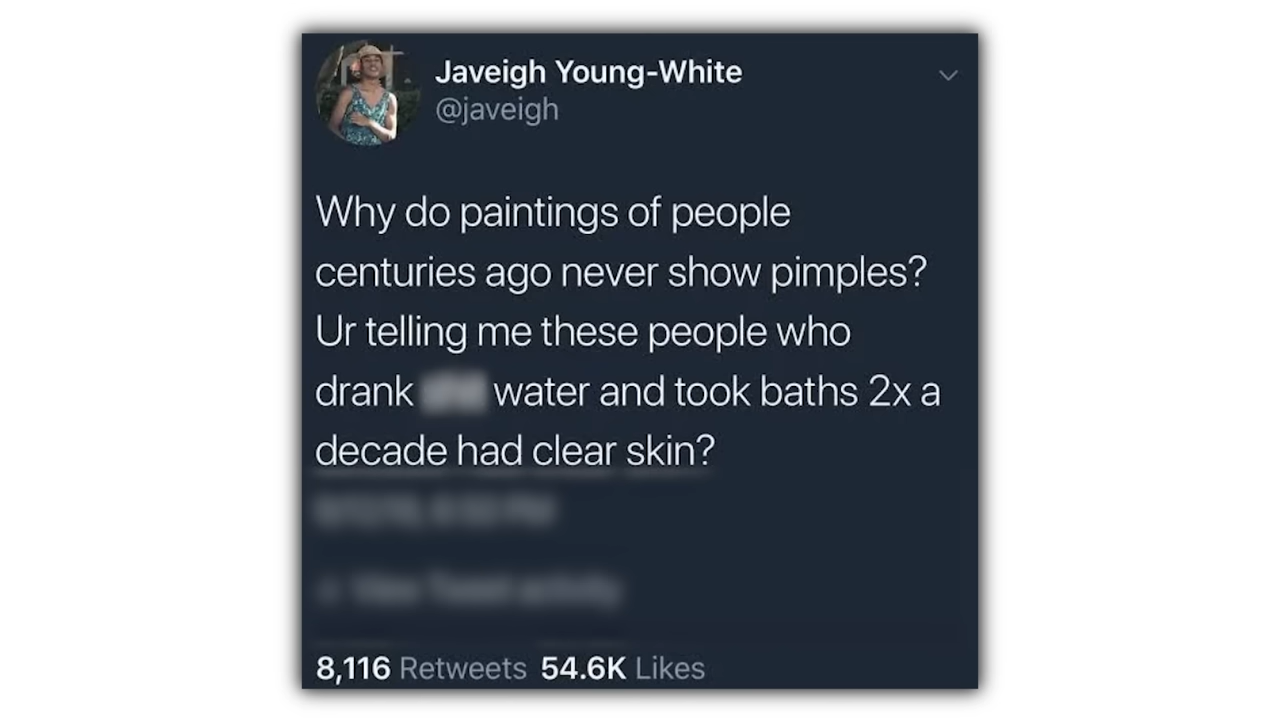 Javeigh Young-White
@javeigh
Why do paintings of people
centuries ago never show pimples?
Ur telling me these people who
drank water and took baths 2x a
decade had clear skin?
8,116 Retweets 54.6K Likes